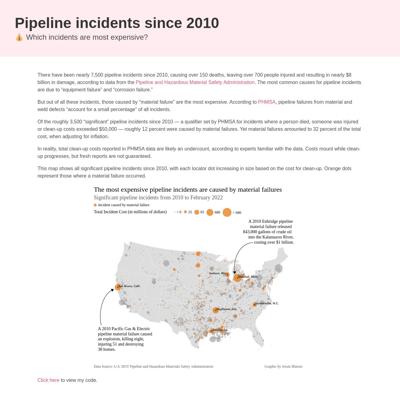 Pipeline incidents since 2010
💰 Which incidents are most expensive?
There have been nearly 7,500 pipeline incidents since 2010, causing over 150 deaths, leaving over 700 people injured and resulting in nearly $8
billion in damage, according to data from the Pipeline and Hazardous Material Safety Administration. The most common causes for pipeline incidents
are due to "equipment failure" and "corrosion failure."
But out of all these incidents, those caused by "material failure" are the most expensive. According to PHMSA, pipeline failures from material and
weld defects "account for a small percentage" of all incidents.
Of the roughly 3,500 "significant" pipeline incidents since 2010 — a qualifier set by PHMSA for incidents where a person died, someone was injured
or clean-up costs exceeded $50,000 — roughly 12 percent were caused by material failures. Yet material failures amounted to 32 percent of the total
cost, when adjusting for inflation.
In reality, total clean-up costs reported in PHMSA data are likely an undercount, according to experts familiar with the data. Costs mount while clean-
up progresses, but fresh reports are not guaranteed.
This map shows all significant pipeline incidents since 2010, with each locator dot increasing in size based on the cost for clean-up. Orange dots
represent those where a material failure occurred.
The most expensive pipeline incidents are caused by material failures
Significant pipeline incidents from 2010 to February 2022
Incident caused by material failure
Total Incident Cost (in millions of dollars)
A 2010 Enbridge pipeline
material failure released
843,000 gallons of crude oil
into the Kalamazoo River,
costing over $1 billion.
San Bruno, Calif.
A 2010 Pacific Gas & Electric
pipeline material failure caused
an explosion, killing eight,
injuring 51 and destroying
38 homes.
Data Source: U.S. Pipeline and Hazardous Materials Safety Administration
Click here to view my code.